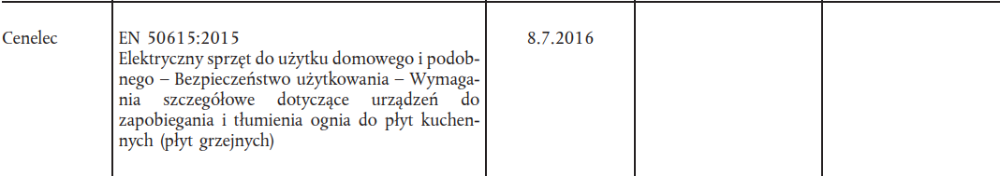 Cenelec EN 50615:2015 8.7.2016
Elektryczny sprzęt do użytku domowego i podob-
nego – Bezpieczeństwo użytkowania – Wymaga-
nia szczegółowe dotyczące urządzeń do
zapobiegania i tłumienia ognia do płyt kuchen-
nych (płyt grzejnych)